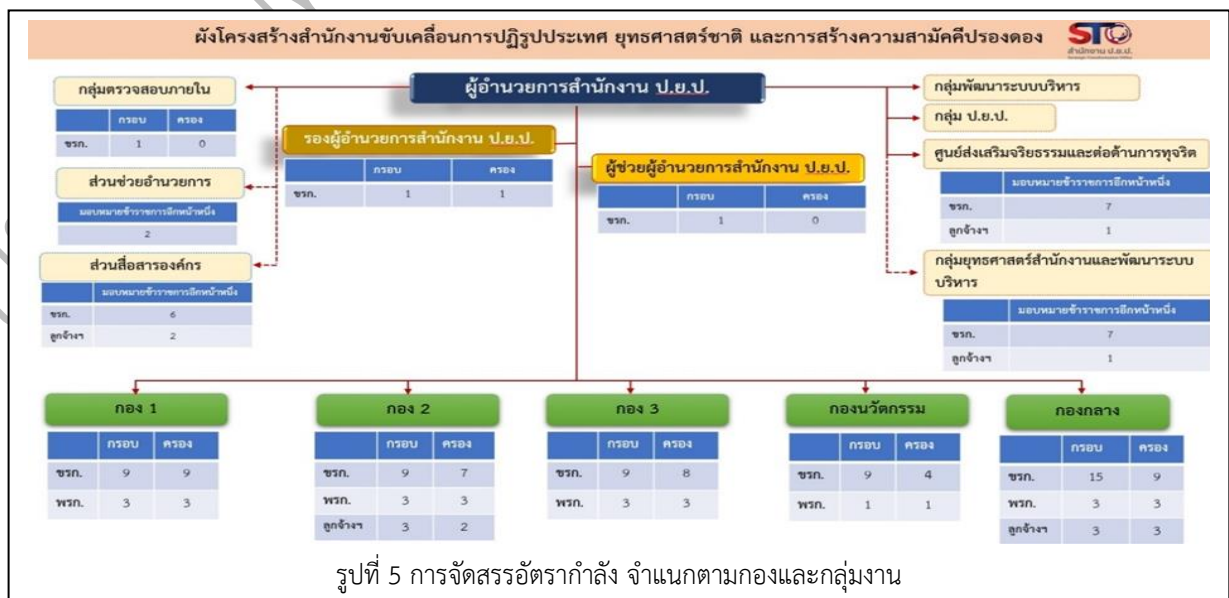 ผังโครงสร้างสำนักงานขับเคลื่อนการปฏิรูปประเทศ ยุทธศาสตร์ชาติ และการสร้างความสามัคคีปรองดอง
STO
สำนักงาน ป.ย.ป.
Strategic Transformation Office
ผู้อำนวยการสำนักงาน ป.ย.ป.
กลุ่มตรวจสอบภายใน
กรอบ ครอง
ขรก. 1 0
ส่วนช่วยอำนวยการ
มอบหมายข้าราชการอีกหน้าหนึ่ง
2
ส่วนสื่อสารองค์กร
มอบหมายข้าราชการอีกหน้าหนึ่ง
ขรก. 6
ลูกจ้างฯ 2
รองผู้อำนวยการสำนักงาน ป.ย.ป.
กรอบ ครอง
ขรก. 1 1
ผู้ช่วยผู้อำนวยการสำนักงาน ป.ย.ป.
กรอบ ครอง
ขรก. 1 0
กลุ่มพัฒนาระบบบริหาร
กลุ่ม ป.ย.ป.
ศูนย์ส่งเสริมจริยธรรมและต่อต้านการทุจริต
มอบหมายข้าราชการอีกหน้าหนึ่ง
ขรก. 7
ลูกจ้างฯ 1
กลุ่มยุทธศาสตร์สำนักงานและพัฒนาระบบ
บริหาร
มอบหมายข้าราชการอีกหน้าหนึ่ง
ขรก. 7
ลูกจ้างฯ 1
กอง 1
กรอบ ครอง
ขรก. 9 9
พรก. 3 3
กอง 2
กรอบ ครอง
ขรก. 9 7
พรก. 3 3
ลูกจ้างฯ 3 2
กอง 3
กรอบ ครอง
ขรก. 9 8
พรก. 3 3
กองนวัตกรรม
กรอบ ครอง
ขรก. 9 4
พรก. 1 1
กองกลาง
กรอบ ครอง
ขรก. 15 9
พรก. 3 3
ลูกจ้างฯ 3 3
รูปที่ 5 การจัดสรรอัตรากำลัง จำแนกตามกองและกลุ่มงาน